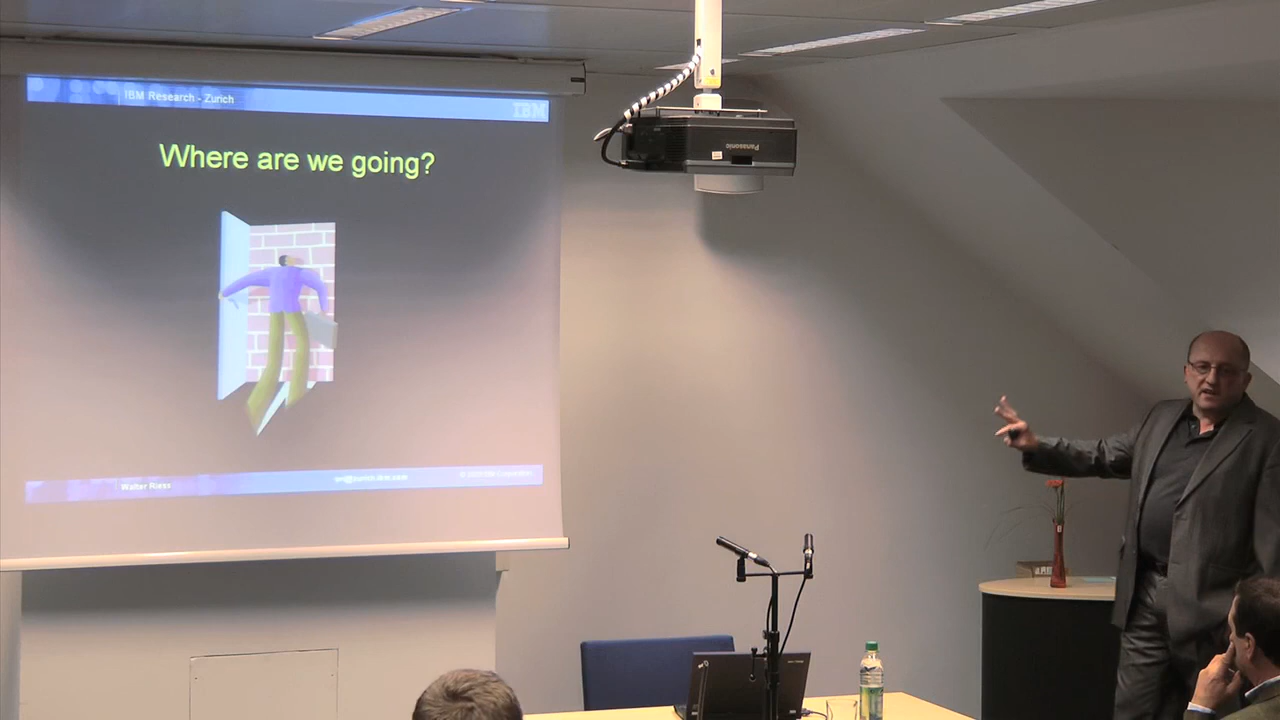 IBM Research - Zurich
IBM
Where are we going?
Panasonic
Walter Riess